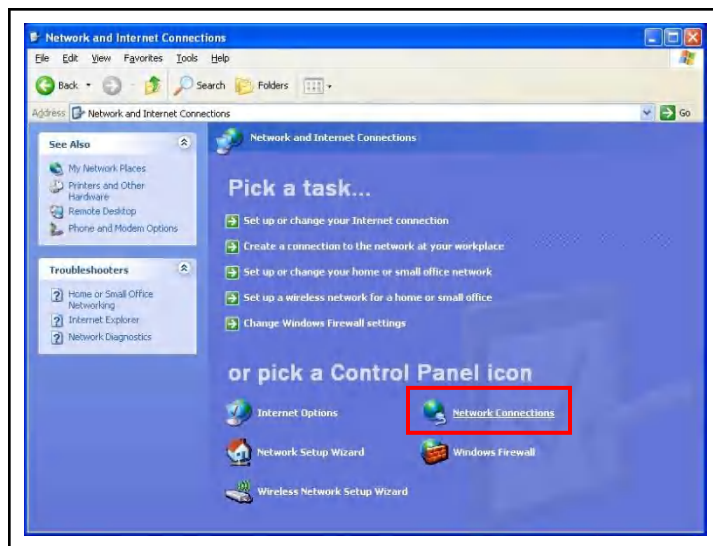 Network and Internet Connections
File Edit View Favorites Tools Help
Back Search Folders
Address Network and Internet Connections Go
See Also
My Network Places
Printers and Other
Hardware
Remote Desktop
Phone and Modem Options
Troubleshooters
Home or Small Office
Networking
Internet Explorer
Network Diagnostics
Network and Internet Connections
Pick a task...
Set up or change your Internet connection
Create a connection to the network at your workplace
Set up or change your home or small office network
Set up a wireless network for a home or small office
Change Windows Firewall settings
or pick a Control Panel icon
Internet Options Network Connections
Network Setup Wizard Windows Firewall
Wireless Network Setup Wizard